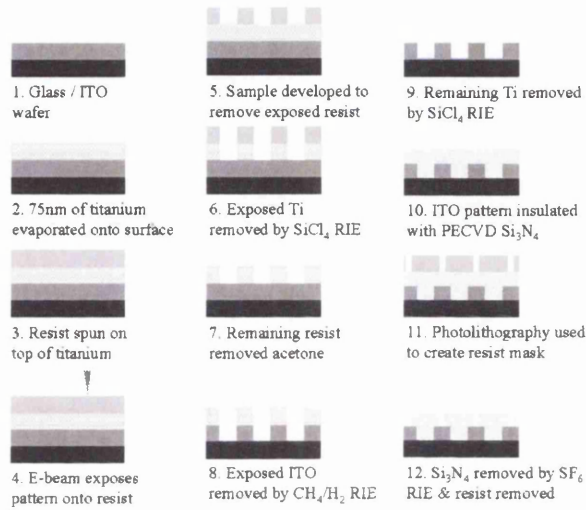 1. Glass / ITO
wafer
2. 75nm of titanium
evaporated onto surface
3. Resist spun on
top of titanium
4. E-beam exposes
pattern onto resist
5. Sample developed to
remove exposed resist
6. Exposed Ti
removed by SiCl₄ RIE
7. Remaining resist
removed acetone
8. Exposed ITO
removed by CH₄/H₂ RIE
9. Remaining Ti removed
by SiCl₄ RIE
10. ITO pattern insulated
with PECVD Si₃N₄
11. Photolithography used
to create resist mask
12. Si₃N₄ removed by SF₆
RIE & resist removed